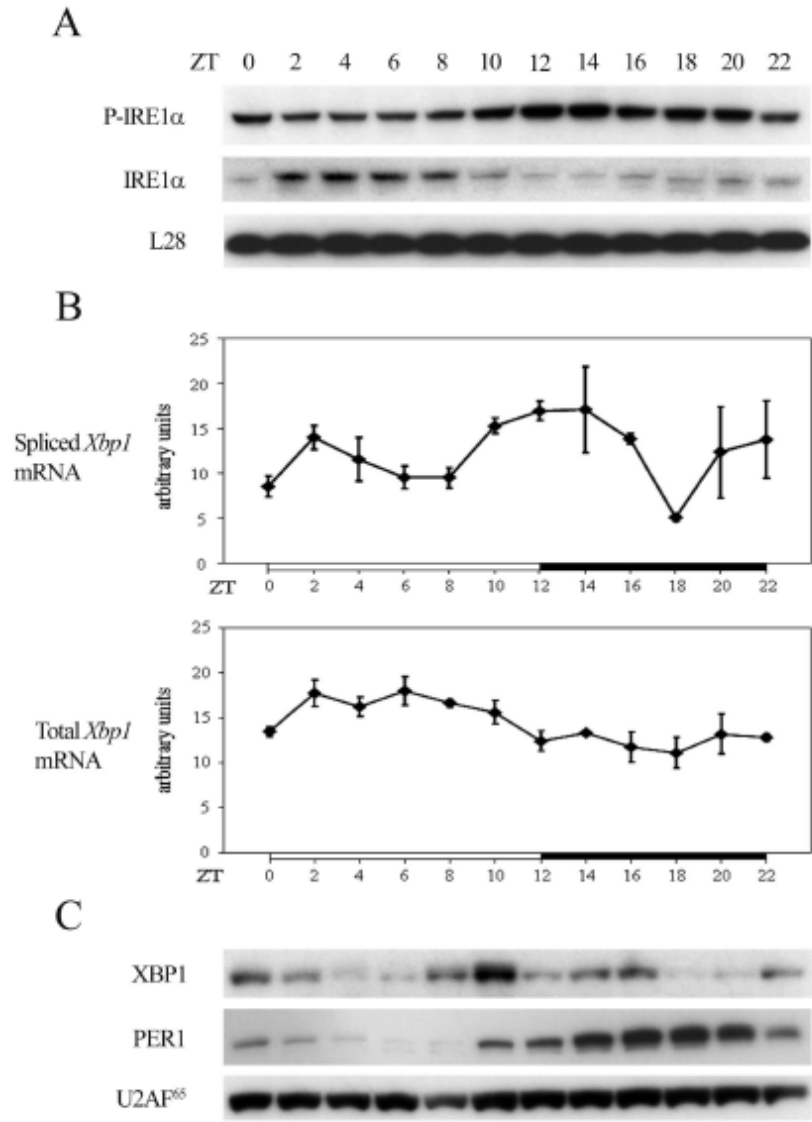 A
ZT 0 2 4 6 8 10 12 14 16 18 20 22
P-IRE1α
IRE1α
L28
B
Spliced Xbp1
mRNA
arbitrary units
25
20
15
10
5
0
ZT 0 2 4 6 8 10 12 14 16 18 20 22
Total Xbp1
mRNA
arbitrary units
25
20
15
10
5
0
ZT 0 2 4 6 8 10 12 14 16 18 20 22
C
XBP1
PER1
U2AF⁶⁵